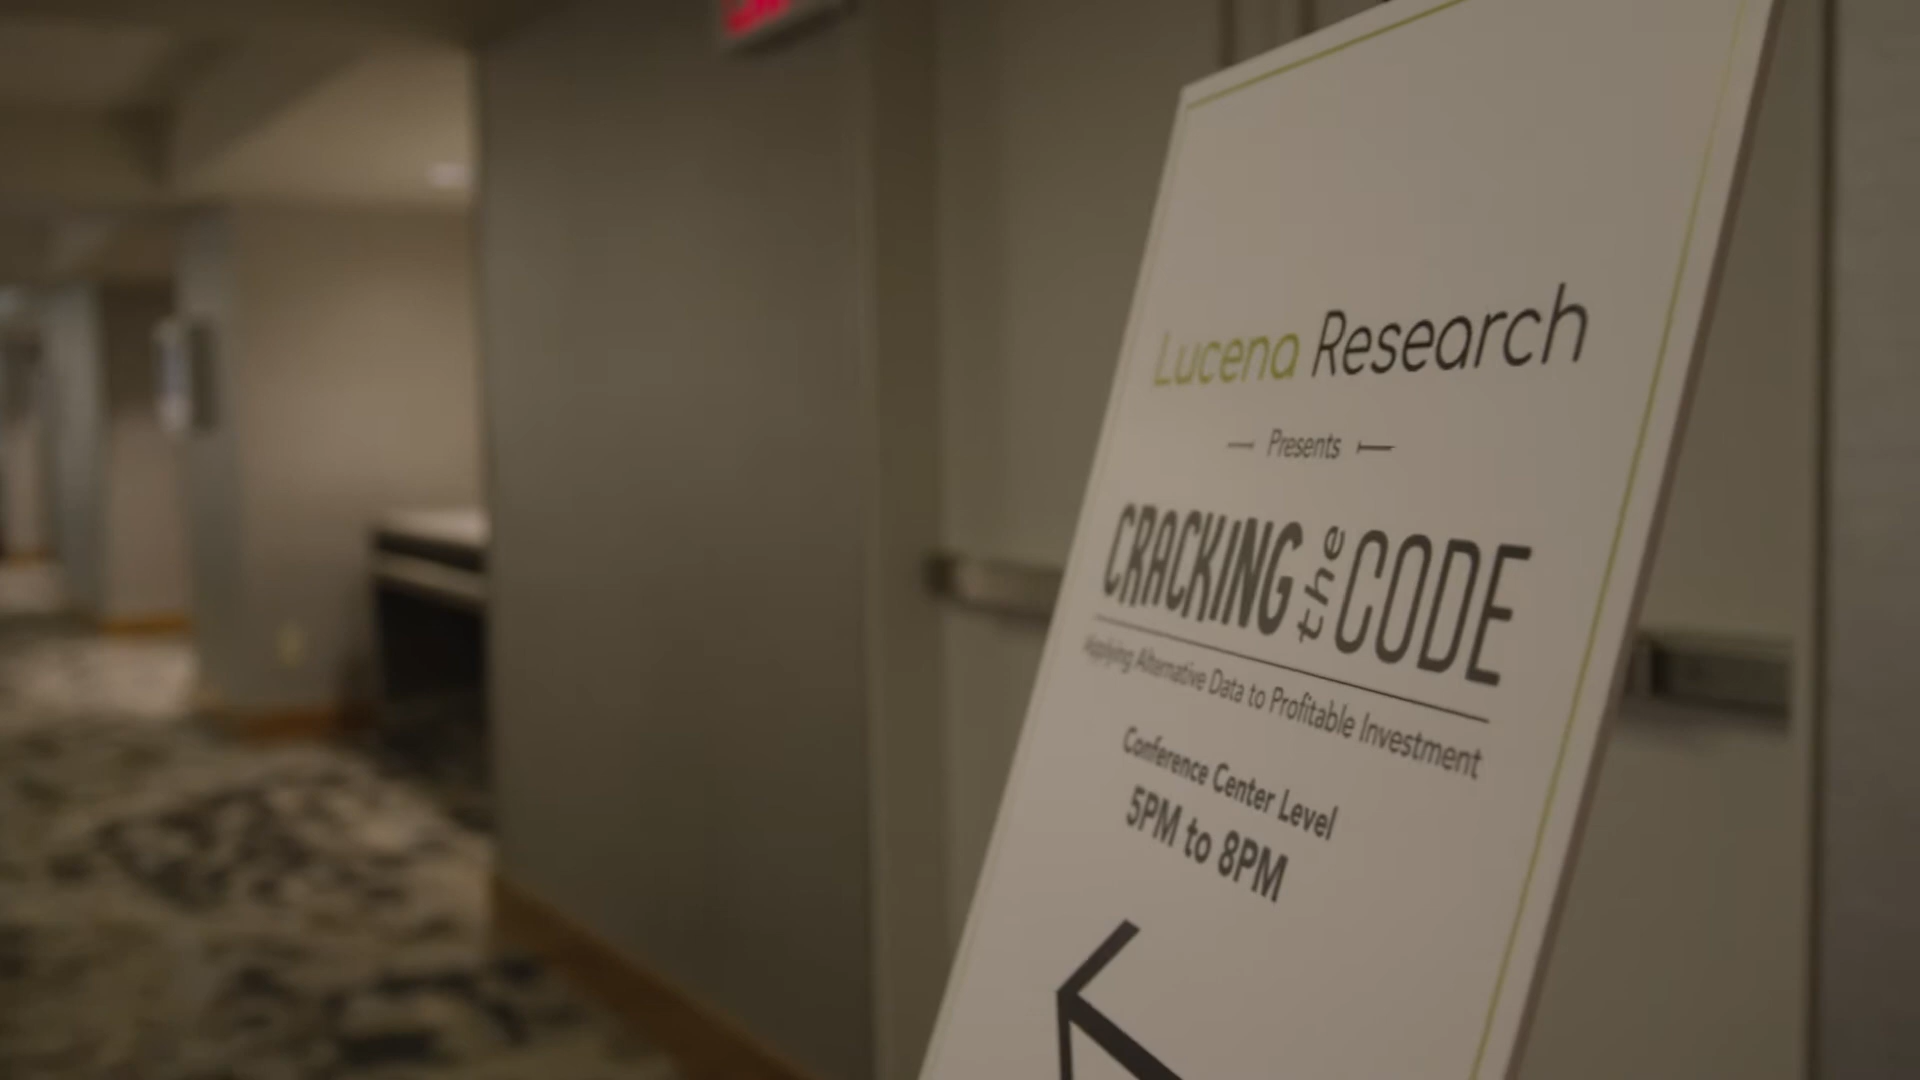 Lucena Research
Presents
CRACKING the CODE
Applying Alternative Data to Profitable Investment
Conference Center Level
5PM to 8PM